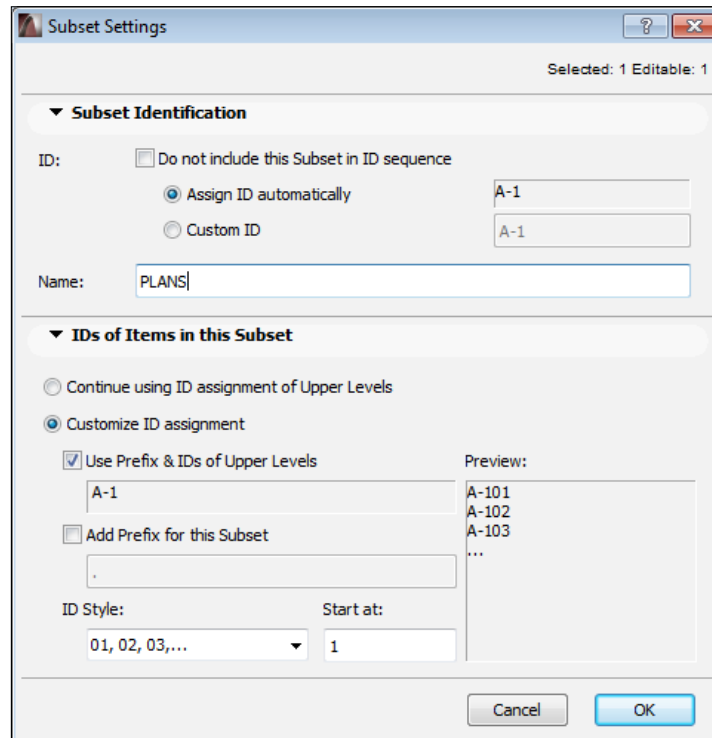 Subset Settings
?
Selected: 1 Editable: 1
Subset Identification
ID:
Do not include this Subset in ID sequence
Assign ID automatically
A-1
Custom ID
A-1
Name:
PLANS
IDs of Items in this Subset
Continue using ID assignment of Upper Levels
Customize ID assignment
Use Prefix & IDs of Upper Levels
A-1
Preview:
A-101
A-102
A-103
...
Add Prefix for this Subset
.
ID Style:
01, 02, 03,...
Start at:
1
Cancel
OK